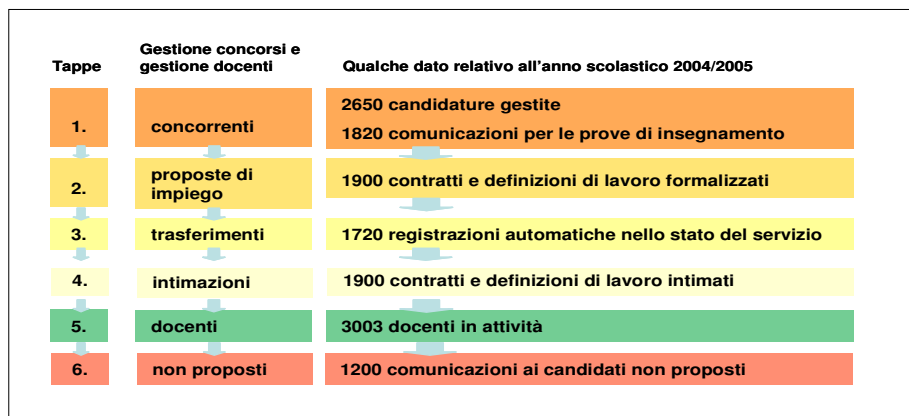 Tappe
Gestione concorsi e
gestione docenti
Qualche dato relativo all'anno scolastico 2004/2005
1.
concorrenti
2650 candidature gestite
1820 comunicazioni per le prove di insegnamento
2.
proposte di
impiego
1900 contratti e definizioni di lavoro formalizzati
3.
trasferimenti
1720 registrazioni automatiche nello stato del servizio
4.
intimazioni
1900 contratti e definizioni di lavoro intimati
5.
docenti
3003 docenti in attività
6.
non proposti
1200 comunicazioni ai candidati non proposti